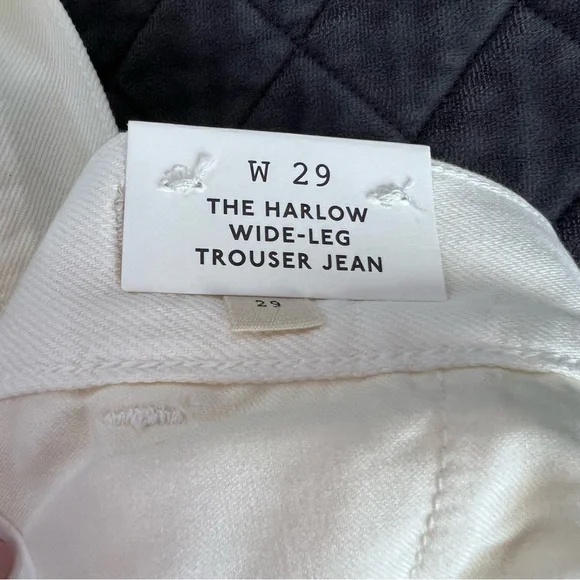 W 29
THE HARLOW
WIDE-LEG
TROUSER JEAN
29